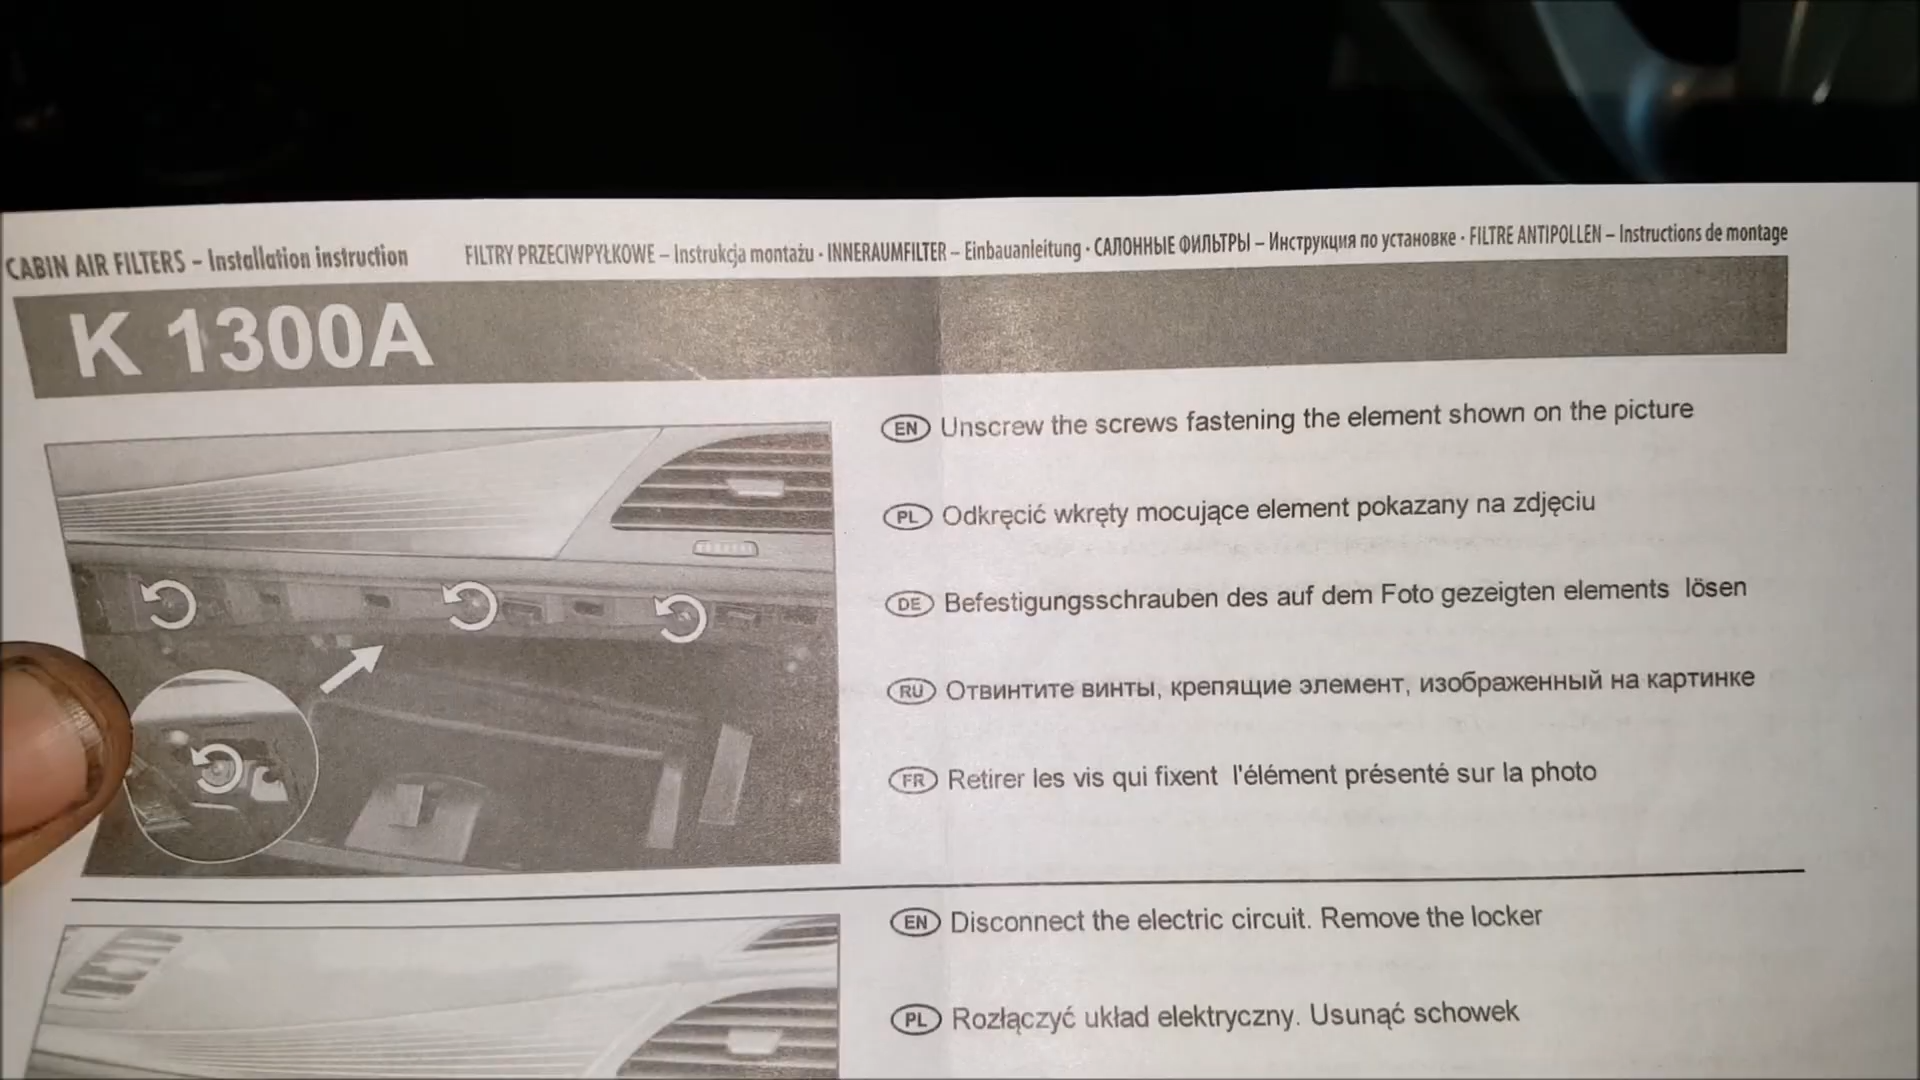 CABIN AIR FILTERS – Installation instruction FILTRY PRZECIWPYŁKOWE – Instrukcja montażu · INNERAUMFILTER – Einbauanleitung · САЛОННЫЕ ФИЛЬТРЫ – Инструкция по установке · FILTRE ANTIPOLLEN – Instructions de montage
K 1300A
EN Unscrew the screws fastening the element shown on the picture
PL Odkręcić wkręty mocujące element pokazany na zdjęciu
DE Befestigungsschrauben des auf dem Foto gezeigten elements lösen
RU Отвинтите винты, крепящие элемент, изображенный на картинке
FR Retirer les vis qui fixent l'élément présenté sur la photo
EN Disconnect the electric circuit. Remove the locker
PL Rozłączyć układ elektryczny. Usunąć schowek